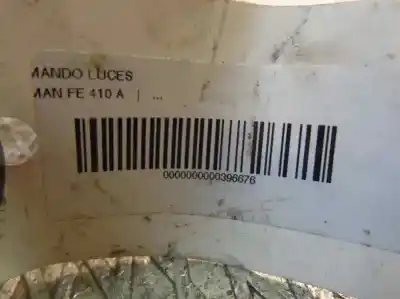 MANDO LUCES
MAN FE 410 A | ...
0000000000396676